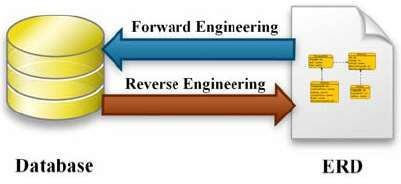 Forward Engineering
Reverse Engineering
Database
ERD